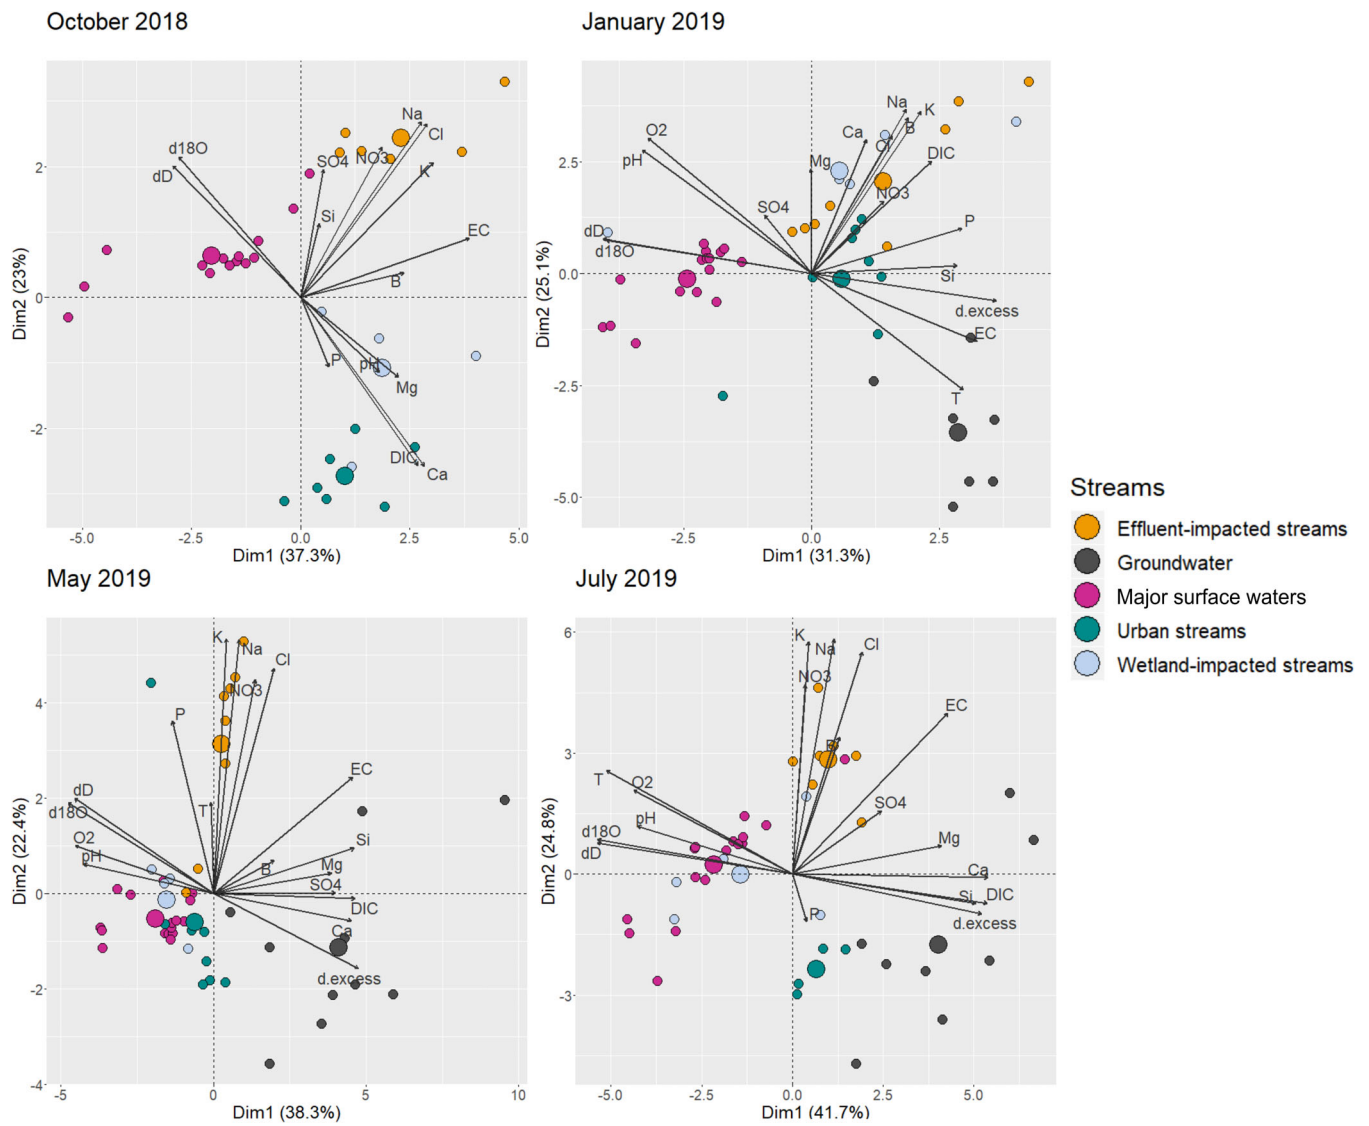 October 2018
January 2019
Na
Cl
d18O
dD
SO4
NO3
K
Si
EC
B
P
pH
Mg
DIC
Ca
2
0
-2
-5.0
-2.5
0.0
2.5
5.0
Dim1 (37.3%)
Dim2 (23%)
Na
K
B
O2
pH
Ca
Cl
DIC
Mg
NO3
SO4
P
dD
d18O
Si
d.excess
EC
T
2.5
0.0
-2.5
-5.0
-2.5
0.0
2.5
Dim1 (31.3%)
Dim2 (25.1%)
Streams
Effluent-impacted streams
Groundwater
Major surface waters
Urban streams
Wetland-impacted streams
May 2019
July 2019
K
Na
Cl
NO3
P
EC
dD
d18O
T
O2
pH
Si
B
Mg
SO4
DIC
Ca
d.excess
4
2
0
-2
-4
-5
0
5
10
Dim1 (38.3%)
Dim2 (22.4%)
K
Na
Cl
NO3
EC
B
T
O2
SO4
pH
d18O
dD
Mg
Ca
Si
DIC
P
d.excess
6
3
0
-3
-5.0
-2.5
0.0
2.5
5.0
Dim1 (41.7%)
Dim2 (24.8%)